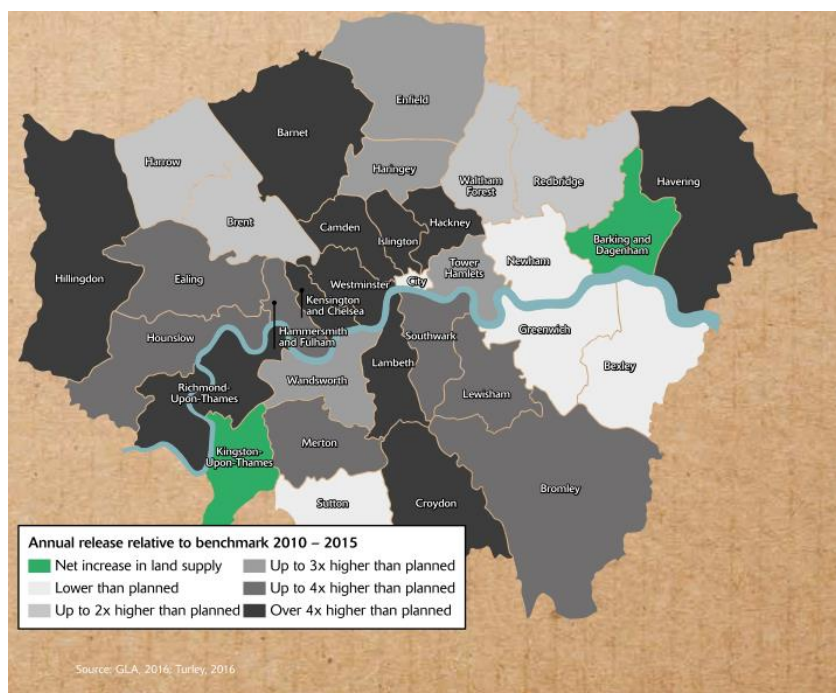 Enfield
Barnet
Harrow
Haringey
Waltham
Forest
Redbridge
Havering
Brent
Camden
Hackney
Islington
Barking and
Dagenham
Hillingdon
Ealing
Westminster
City
Tower
Hamlets
Newham
Kensington
and Chelsea
Hounslow
Hammersmith
and Fulham
Southwark
Greenwich
Lambeth
Bexley
Richmond-
Upon-Thames
Wandsworth
Lewisham
Kingston-
Upon-Thames
Merton
Bromley
Sutton
Croydon
Annual release relative to benchmark 2010 – 2015
Net increase in land supply
Lower than planned
Up to 2x higher than planned
Up to 3x higher than planned
Up to 4x higher than planned
Over 4x higher than planned
Source: GLA, 2016; Turley, 2016